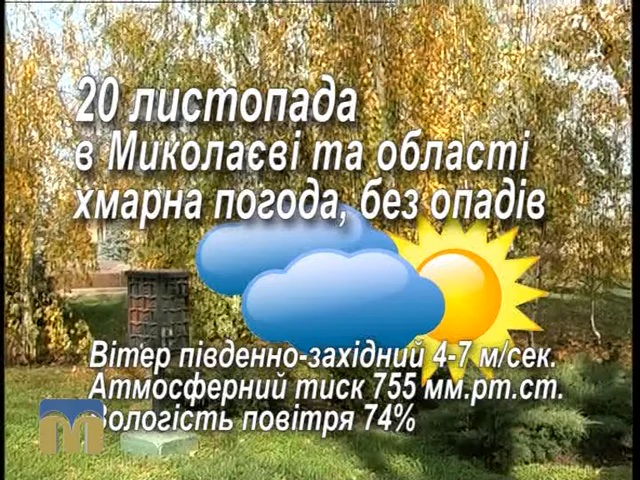 20 листопада
в Миколаєві та області
хмарна погода, без опадів
Вітер південно-західний 4-7 м/сек.
Атмосферний тиск 755 мм.рт.ст.
вологість повітря 74%
М